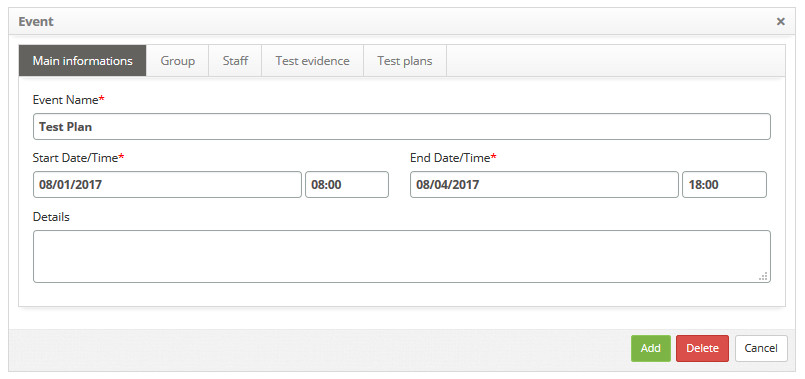 Event ×
Main informations Group Staff Test evidence Test plans
Event Name*
Test Plan
Start Date/Time* End Date/Time*
08/01/2017 08:00 08/04/2017 18:00
Details
Add Delete Cancel